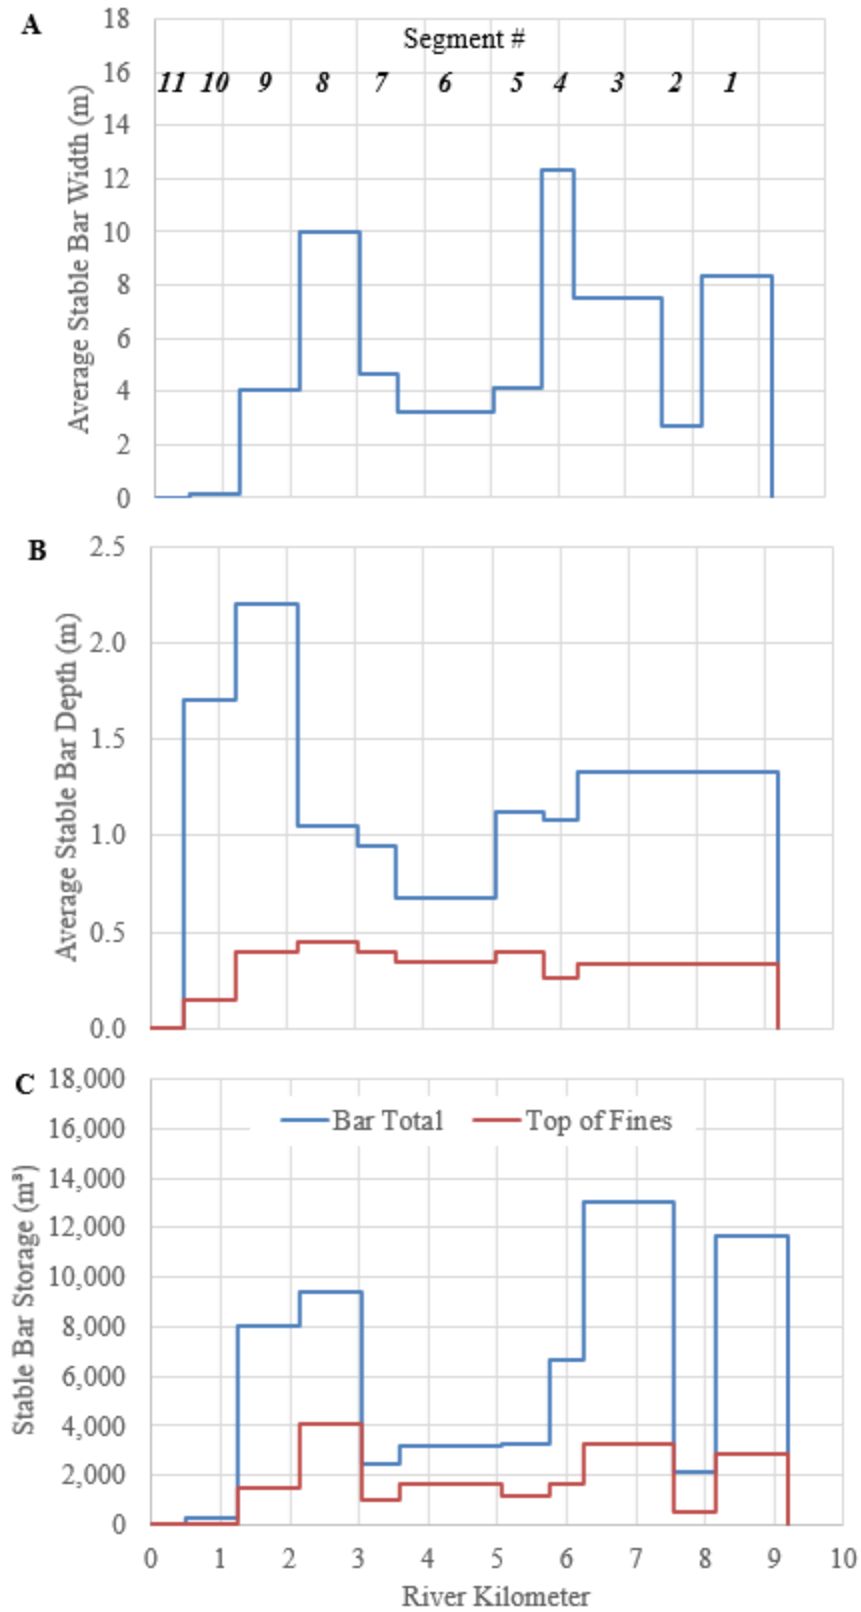 A
Average Stable Bar Width (m)
18
16
14
12
10
8
6
4
2
0
Segment #
11 10 9 8 7 6 5 4 3 2 1
B
Average Stable Bar Depth (m)
2.5
2.0
1.5
1.0
0.5
0.0
C
Stable Bar Storage (m³)
18,000
16,000
14,000
12,000
10,000
8,000
6,000
4,000
2,000
0
Bar Total Top of Fines
0 1 2 3 4 5 6 7 8 9 10
River Kilometer